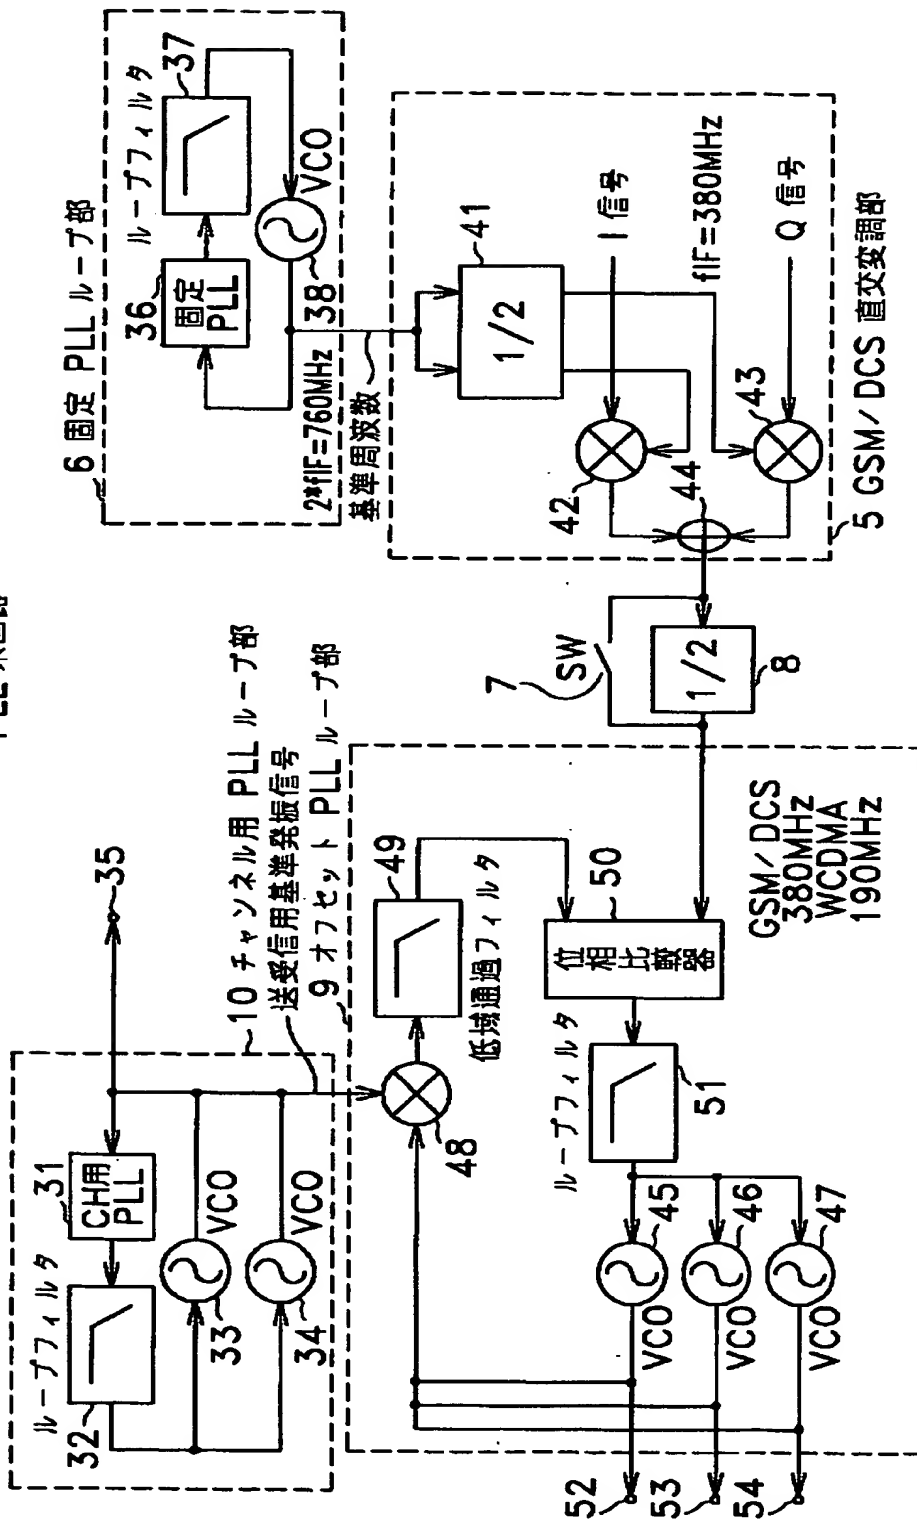 6 固定 PLL ループ部
ループフィルタ
37
36
固定
PLL
VCO
38
2*fIF=760MHz
基準周波数
41
1/2
I 信号
fIF=380MHz
Q 信号
42
43
44
5 GSM/DCS 直交変調部
7
SW
1/2
8
35
10 チャンネル用 PLL ループ部
送受信用基準発振信号
9 オフセット PLL ループ部
31
CH用
PLL
ループフィルタ
32
VCO
33
VCO
34
49
低域通過フィルタ
48
50
位相比較器
GSM/DCS
380MHz
WCDMA
190MHz
ループフィルタ
51
45
VCO
46
VCO
47
VCO
52
53
54